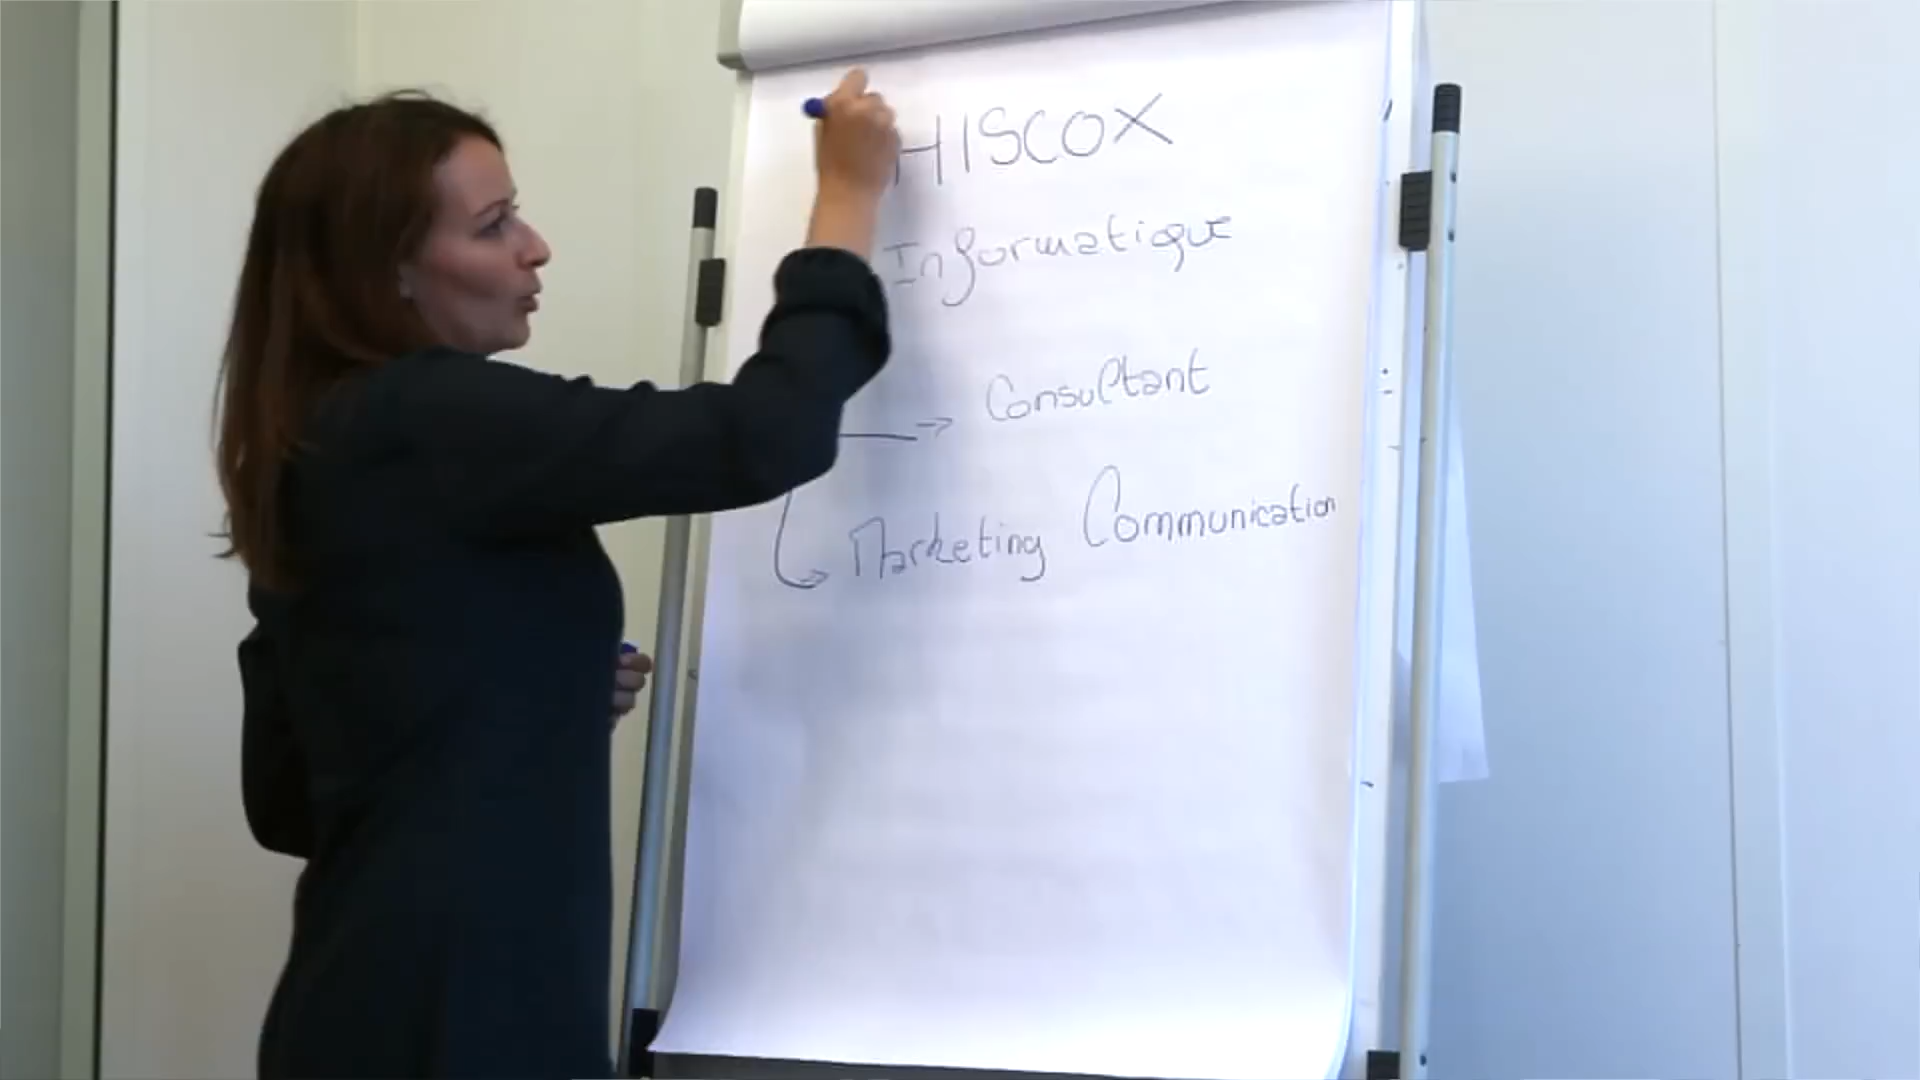 HISCOX
Informatique
→ Consultant
↳ Marketing Communication